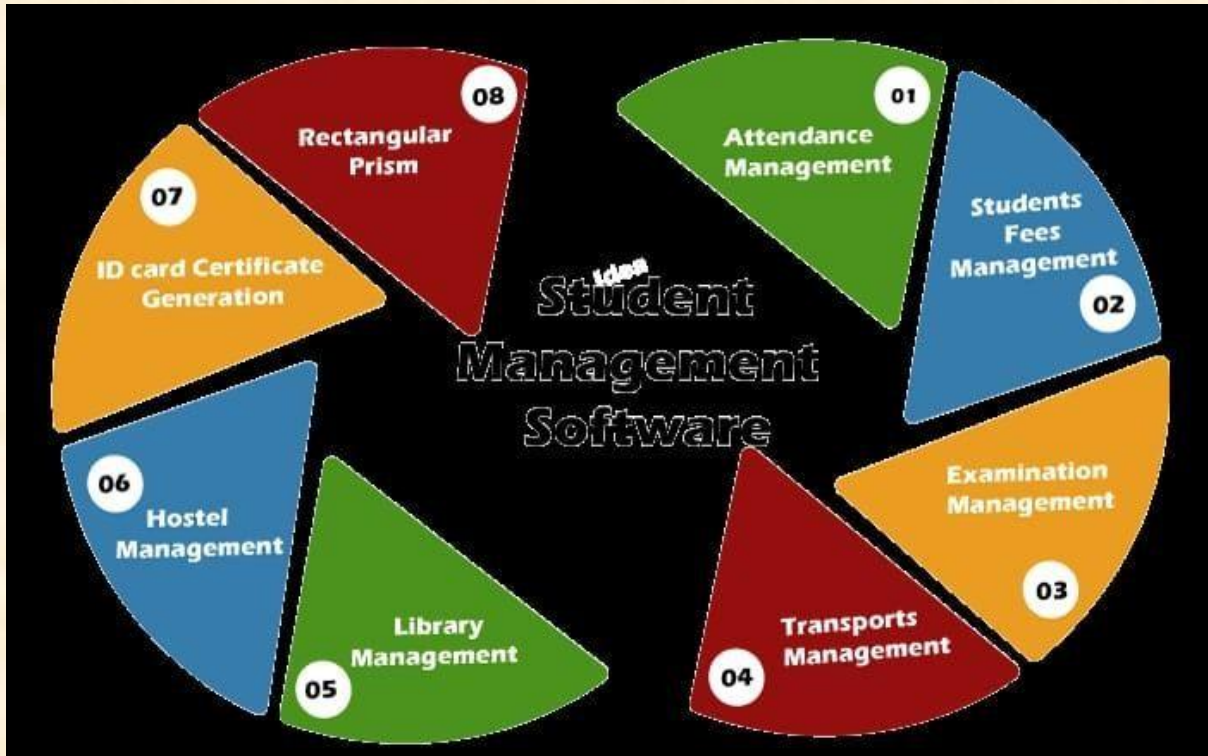 01
Attendance
Management
Students
Fees
Management
02
Examination
Management
03
Transports
Management
04
Library
Management
05
06
Hostel
Management
07
ID card Certificate
Generation
08
Rectangular
Prism
idea
Student
Management
Software